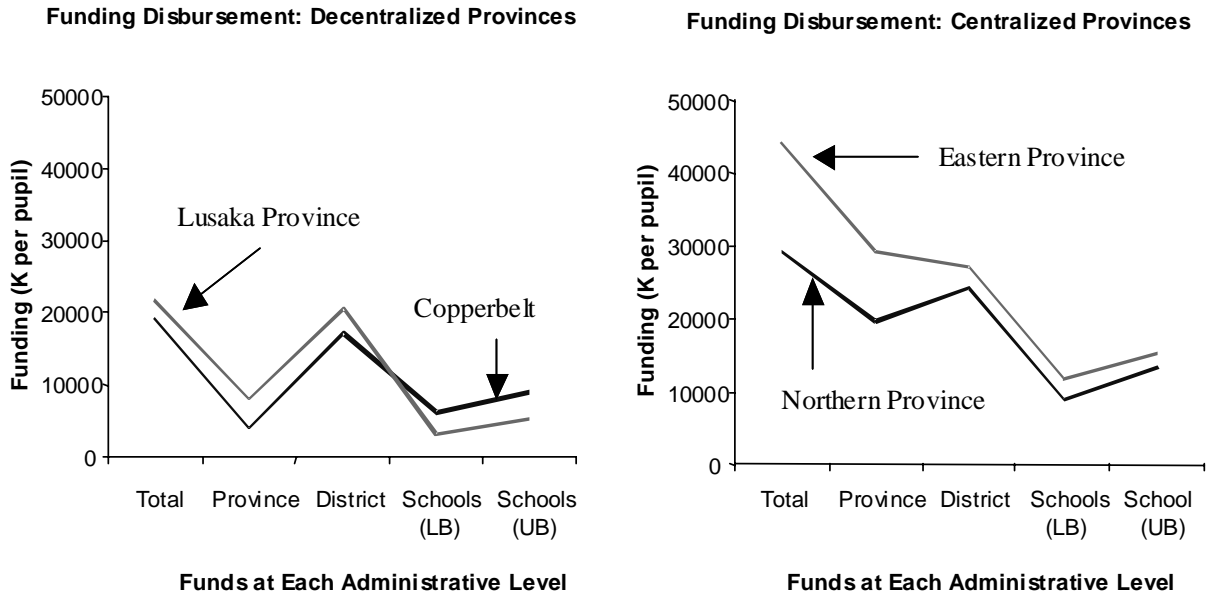 Funding Disbursement: Decentralized Provinces
50000
40000
30000
20000
10000
0
Funding (K per pupil)
Lusaka Province
Copperbelt
Total
Province
District
Schools
(LB)
Schools
(UB)
Funds at Each Administrative Level
Funding Disbursement: Centralized Provinces
50000
40000
30000
20000
10000
0
Funding (K per pupil)
Eastern Province
Northern Province
Total
Province
District
Schools
(LB)
School
(UB)
Funds at Each Administrative Level